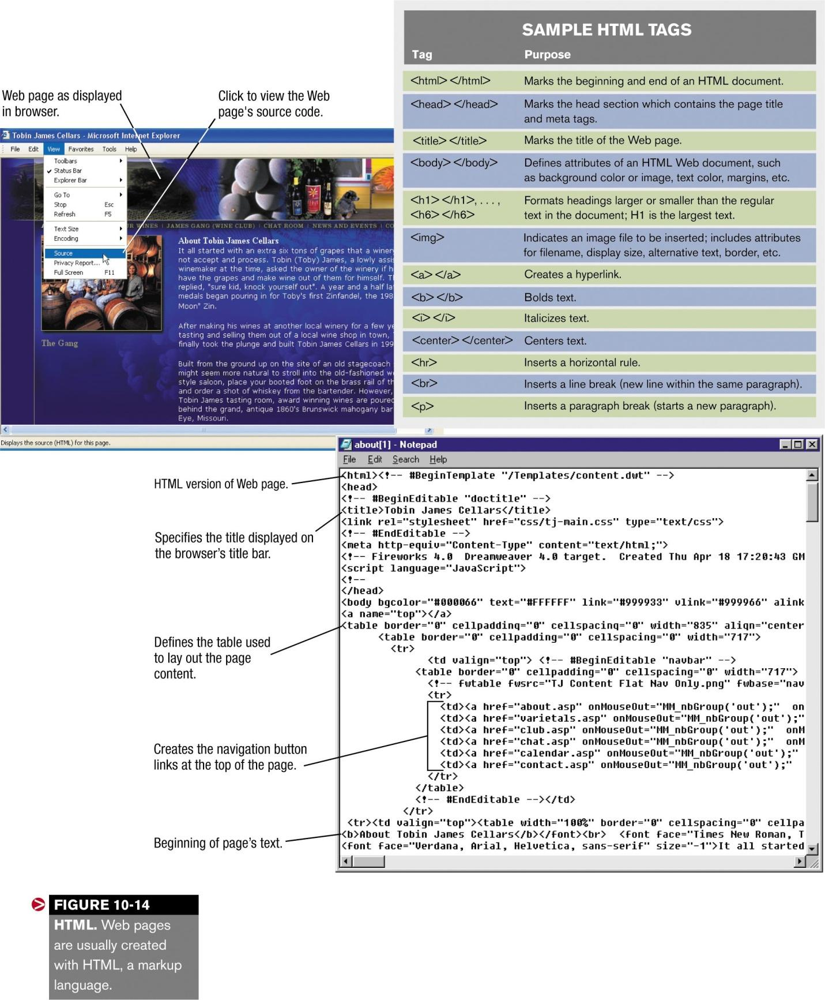 SAMPLE HTML TAGS
Tag Purpose
<html> </html> Marks the beginning and end of an HTML document.
<head> </head> Marks the head section which contains the page title
and meta tags.
<title> </title> Marks the title of the Web page.
<body> </body> Defines attributes of an HTML Web document, such
as background color or image, text color, margins, etc.
<h1> </h1>, . . . , Formats headings larger or smaller than the regular
<h6> </h6> text in the document; H1 is the largest text.
<img> Indicates an image file to be inserted; includes attributes
for filename, display size, alternative text, border, etc.
<a> </a> Creates a hyperlink.
<b> </b> Bolds text.
<i> </i> Italicizes text.
<center> </center> Centers text.
<hr> Inserts a horizontal rule.
<br> Inserts a line break (new line within the same paragraph).
<p> Inserts a paragraph break (starts a new paragraph).
Web page as displayed
in browser.
Click to view the Web
page's source code.
Tobin James Cellars - Microsoft Internet Explorer
File Edit View Favorites Tools Help
Toolbars
Status Bar
Explorer Bar
Go To
Stop Esc
Refresh F5
Text Size
Encoding
Source
Privacy Report...
Full Screen F11
WINES | JAMES GANG (WINE CLUB) | CHAT ROOM | NEWS AND EVENTS | CO
The Gang
About Tobin James Cellars
It all started with an extra six tons of grapes that a winery
not accept and process. Tobin (Toby) James, a lowly assis
winemaker at the time, asked the owner of the winery if h
have the grapes and make wine out of them for himself. T
replied, "sure kid, knock yourself out". A year and a half la
medals began pouring in for Toby's first Zinfandel, the 198
Moon" Zin.
After making his wines at another local winery for a few ye
tasting and selling them out of a local wine shop in town,
finally took the plunge and built Tobin James Cellars in 199
Built from the ground up on the site of an old stagecoach
might seem more natural to stroll into the old-fashioned w
style saloon, place your booted foot on the brass rail of th
and order a shot of whiskey from the bartender. However,
Tobin James tasting room, award winning wines are poured
behind the grand, antique 1860's Brunswick mahogany bar
Eye, Missouri.
Displays the source (HTML) for this page.
about[1] - Notepad
File Edit Search Help
<html><!-- #BeginTemplate "/Templates/content.dwt" -->
<head>
<!-- #BeginEditable "doctitle" -->
<title>Tobin James Cellars</title>
<link rel="stylesheet" href="css/tj-main.css" type="text/css">
<!-- #EndEditable -->
<meta http-equiv="Content-Type" content="text/html;">
<!-- Fireworks 4.0 Dreamweaver 4.0 target. Created Thu Apr 18 17:20:43 GM
<script language="JavaScript">
<!--
</head>
<body bgcolor="#000066" text="#FFFFFF" link="#999933" vlink="#999966" alink
<a name="top"></a>
<table border="0" cellpadding="0" cellspacing="0" width="835" align="center
<table border="0" cellpadding="0" cellspacing="0" width="717">
<tr>
<td valign="top"> <!-- #BeginEditable "navbar" -->
<table border="0" cellpadding="0" cellspacing="0" width="717">
<!-- fwtable fwsrc="TJ Content Flat Nav Only.png" fwbase="nav
<tr>
<td><a href="about.asp" onMouseOut="MM_nbGroup('out');" on
<td><a href="varietals.asp" onMouseOut="MM_nbGroup('out');"
<td><a href="club.asp" onMouseOut="MM_nbGroup('out');" onM
<td><a href="chat.asp" onMouseOut="MM_nbGroup('out');" onM
<td><a href="calendar.asp" onMouseOut="MM_nbGroup('out');"
<td><a href="contact.asp" onMouseOut="MM_nbGroup('out');"
</tr>
</table>
<!-- #EndEditable --></td>
</tr>
<tr><td valign="top"><table width="100%" border="0" cellspacing="0" cellpa
<b>About Tobin James Cellars</b></font><br> <font face="Times New Roman, T
<font face="Verdana, Arial, Helvetica, sans-serif" size="-1">It all started
HTML version of Web page.
Specifies the title displayed on
the browser's title bar.
Defines the table used
to lay out the page
content.
Creates the navigation button
links at the top of the page.
Beginning of page's text.
FIGURE 10-14
HTML. Web pages
are usually created
with HTML, a markup
language.